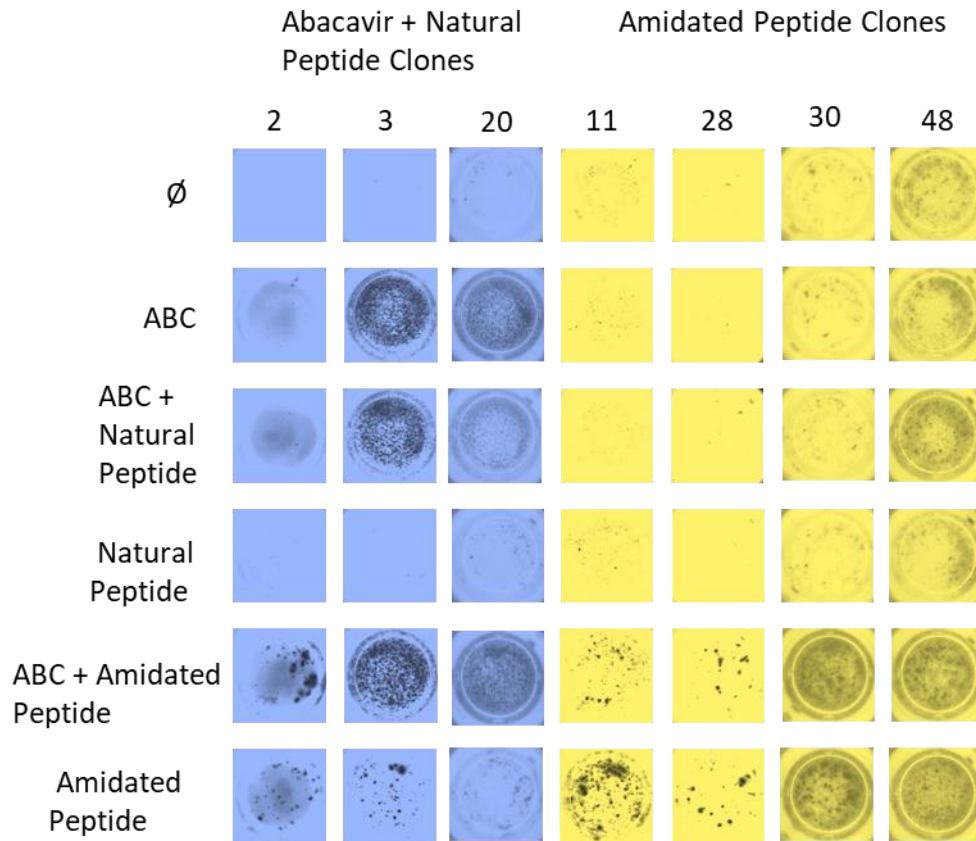 Abacavir + Natural
Peptide Clones
Amidated Peptide Clones
2 3 20 11 28 30 48
Ø
ABC
ABC +
Natural
Peptide
Natural
Peptide
ABC + Amidated
Peptide
Amidated
Peptide